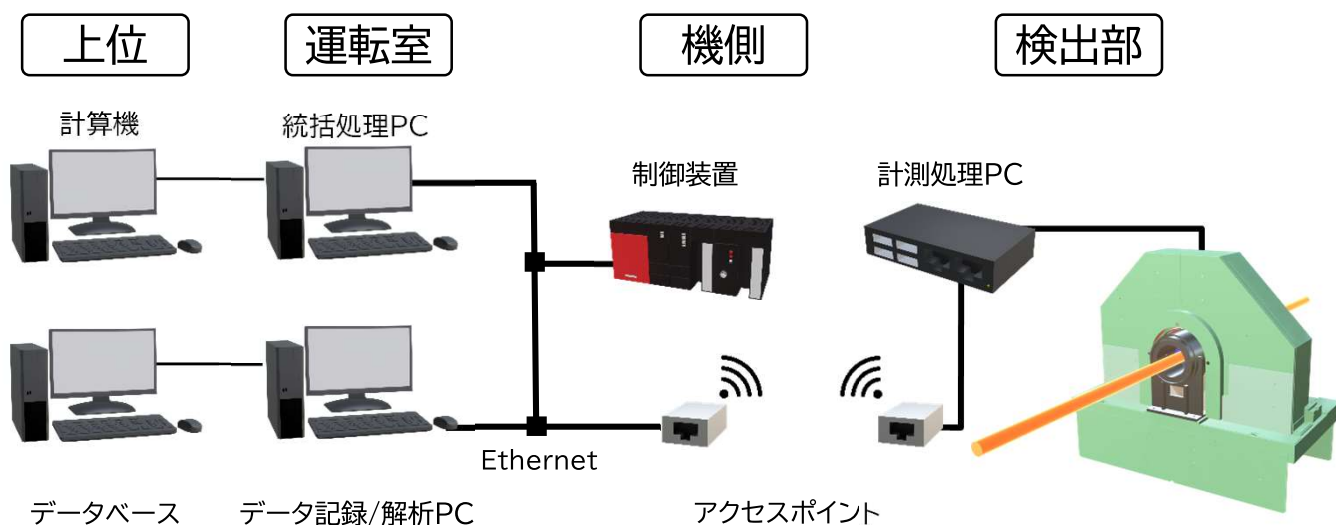 上位
運転室
機側
検出部
計算機
統括処理PC
制御装置
計測処理PC
Ethernet
データベース
データ記録/解析PC
アクセスポイント